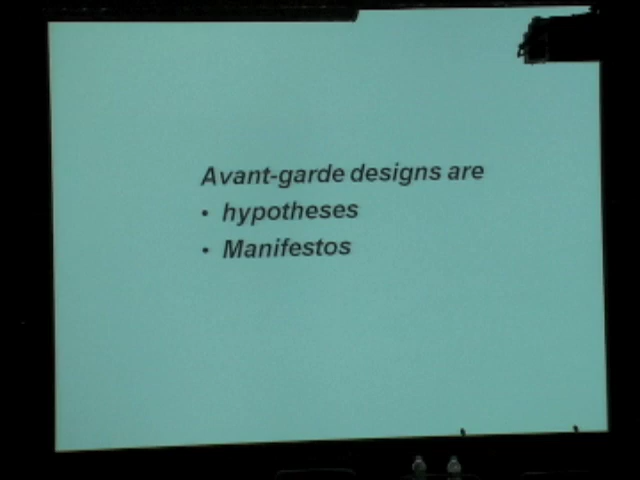 Avant-garde designs are
• hypotheses
• Manifestos